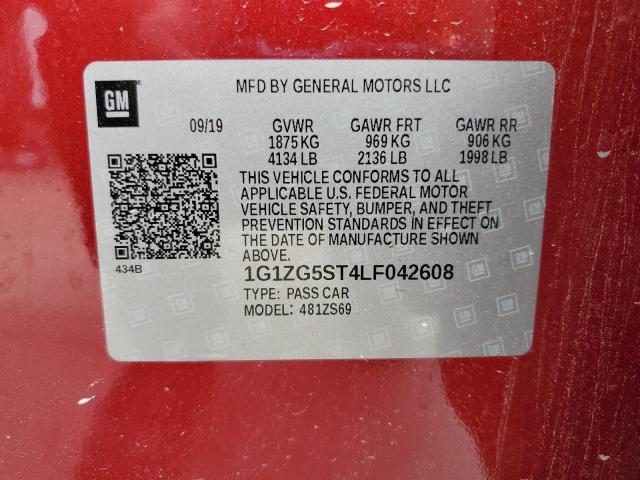 GM
MFD BY GENERAL MOTORS LLC
09/19 GVWR GAWR FRT GAWR RR
1875 KG 969 KG 906 KG
4134 LB 2136 LB 1998 LB
THIS VEHICLE CONFORMS TO ALL
APPLICABLE U.S. FEDERAL MOTOR
VEHICLE SAFETY, BUMPER, AND THEFT
PREVENTION STANDARDS IN EFFECT ON
THE DATE OF MANUFACTURE SHOWN
ABOVE.
434B
1G1ZG5ST4LF042608
TYPE: PASS CAR
MODEL: 481ZS69